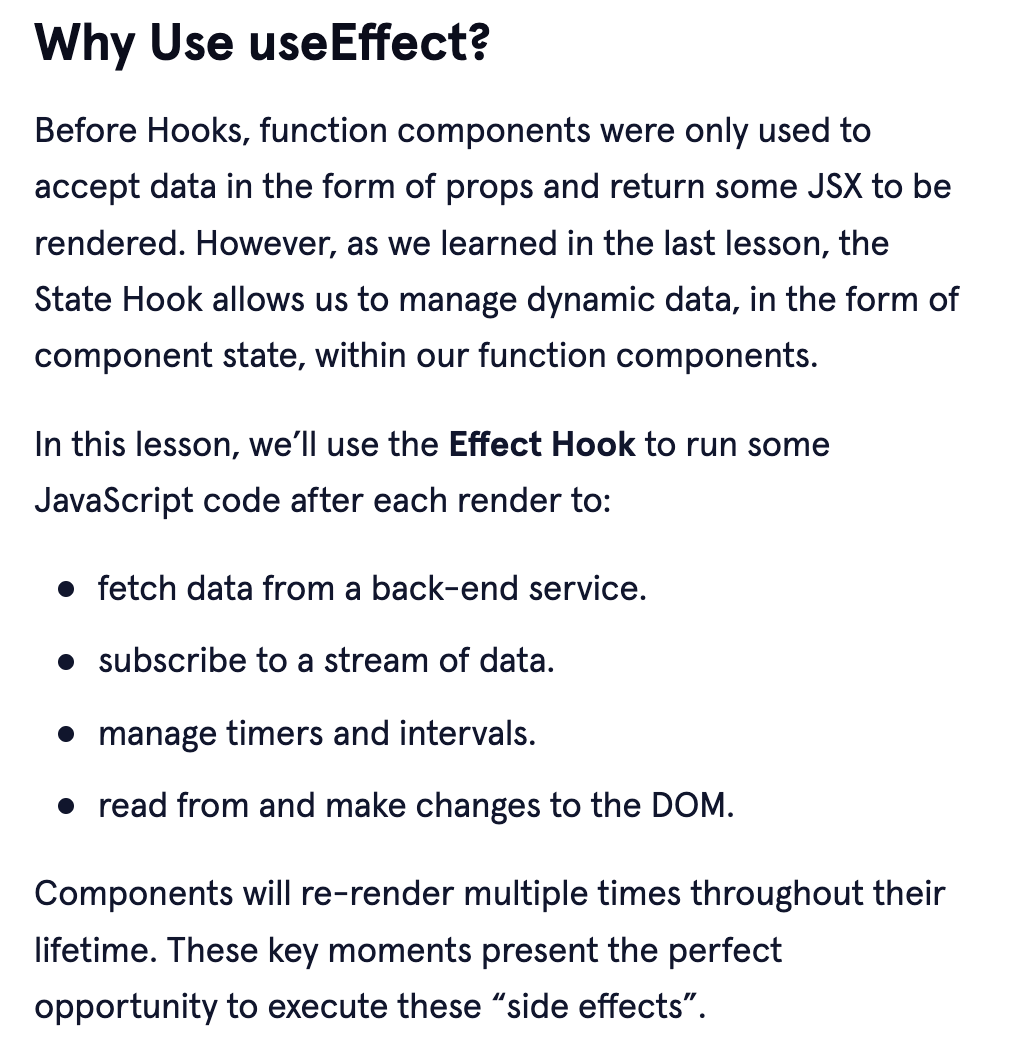 Why Use useEffect?
Before Hooks, function components were only used to
accept data in the form of props and return some JSX to be
rendered. However, as we learned in the last lesson, the
State Hook allows us to manage dynamic data, in the form of
component state, within our function components.
In this lesson, we’ll use the Effect Hook to run some
JavaScript code after each render to:
● fetch data from a back-end service.
● subscribe to a stream of data.
● manage timers and intervals.
● read from and make changes to the DOM.
Components will re-render multiple times throughout their
lifetime. These key moments present the perfect
opportunity to execute these “side effects”.